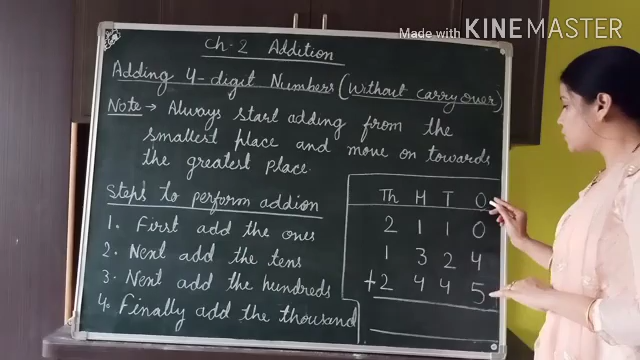 Made with KINEMASTER
Ch-2 Addition
Adding 4-digit Numbers (Without carry over)
Note → Always start adding from the
smallest place and move on towards
the greatest place.
Steps to perform addion
1. First add the ones
2. Next add the tens
3. Next add the hundreds
4. Finally add the thousand
Th H T O
2 1 1 0
1 3 2 4
+2 4 4 5